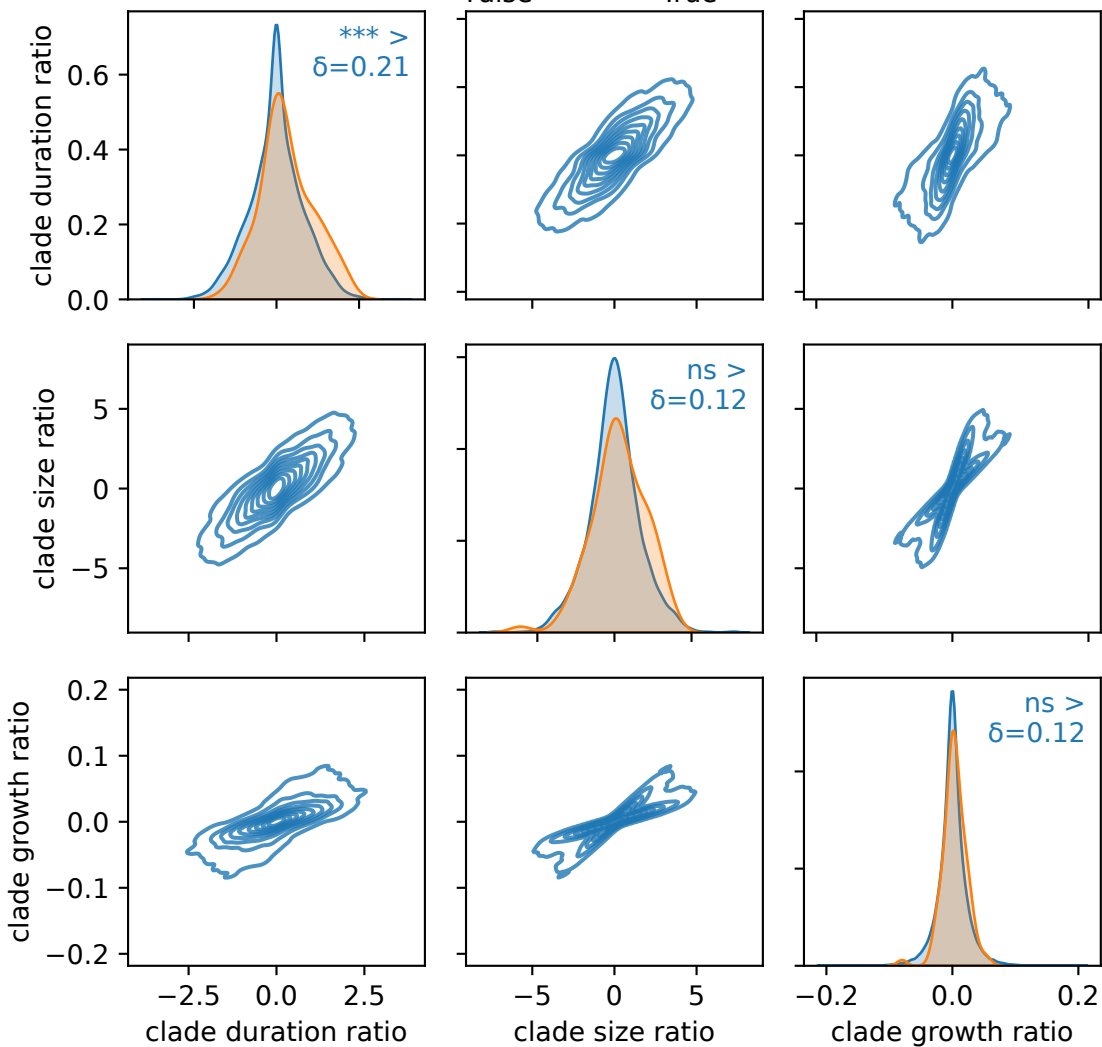 False True
clade duration ratio
0.6
0.4
0.2
0.0
*** >
δ=0.21
clade size ratio
5
0
−5
ns >
δ=0.12
clade growth ratio
0.2
0.1
0.0
−0.1
−0.2
ns >
δ=0.12
−2.5 0.0 2.5
−5 0 5
−0.2 0.0 0.2
clade duration ratio
clade size ratio
clade growth ratio